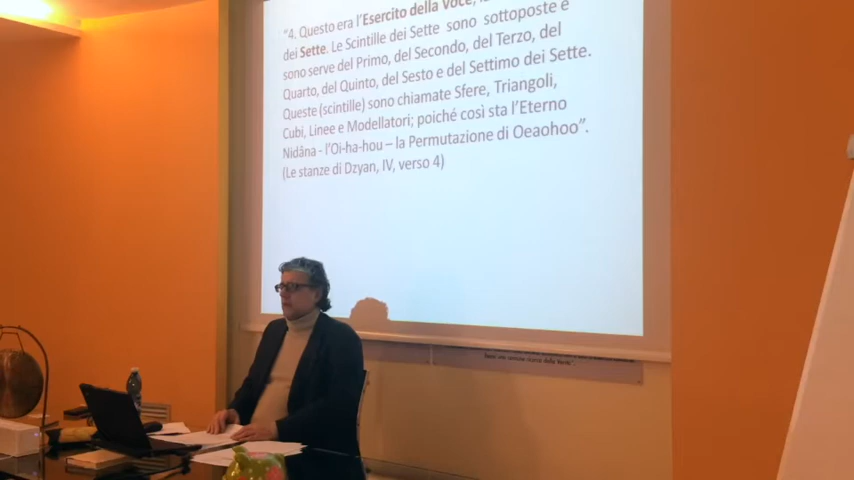 "4. Questo era l'Esercito della Voce,
dei Sette. Le Scintille dei Sette sono sottoposte e
sono serve del Primo, del Secondo, del Terzo, del
Quarto, del Quinto, del Sesto e del Settimo dei Sette.
Queste (scintille) sono chiamate Sfere, Triangoli,
Cubi, Linee e Modellatori; poiché così sta l'Eterno
Nidâna - l'Oi-ha-hou – la Permutazione di Oeaohoo".
(Le stanze di Dzyan, IV, verso 4)